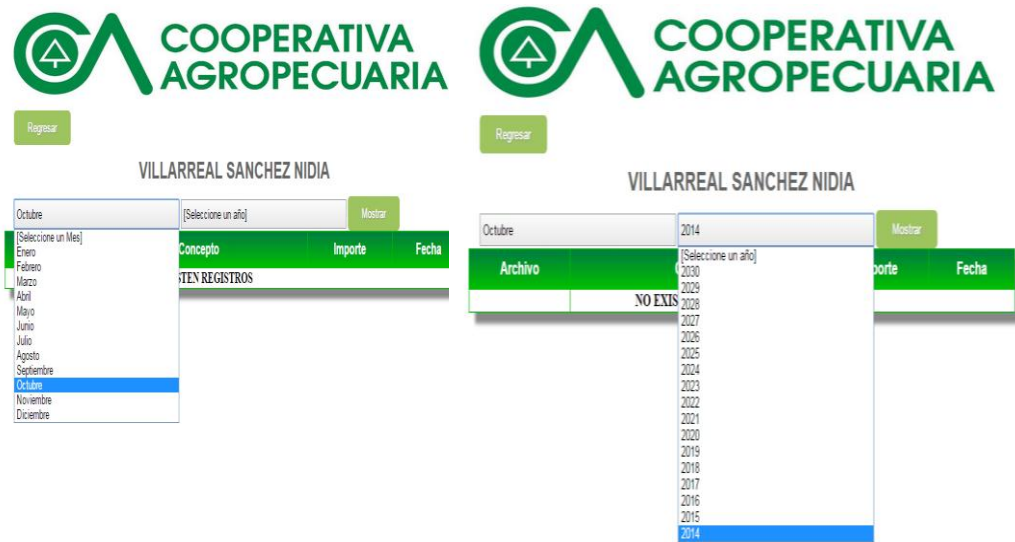 COOPERATIVA
AGROPECUARIA
Regresar
VILLARREAL SANCHEZ NIDIA
Octubre [Seleccione un año] Mostrar
[Seleccione un Mes]
Concepto Importe Fecha
Enero
Febrero
STEN REGISTROS
Marzo
Abril
Mayo
Junio
Julio
Agosto
Septiembre
Octubre
Noviembre
Diciembre
COOPERATIVA
AGROPECUARIA
Regresar
VILLARREAL SANCHEZ NIDIA
Octubre 2014 Mostrar
[Seleccione un año]
Archivo porte Fecha
2030
2029
NO EXIS
2028
2027
2026
2025
2024
2023
2022
2021
2020
2019
2018
2017
2016
2015
2014